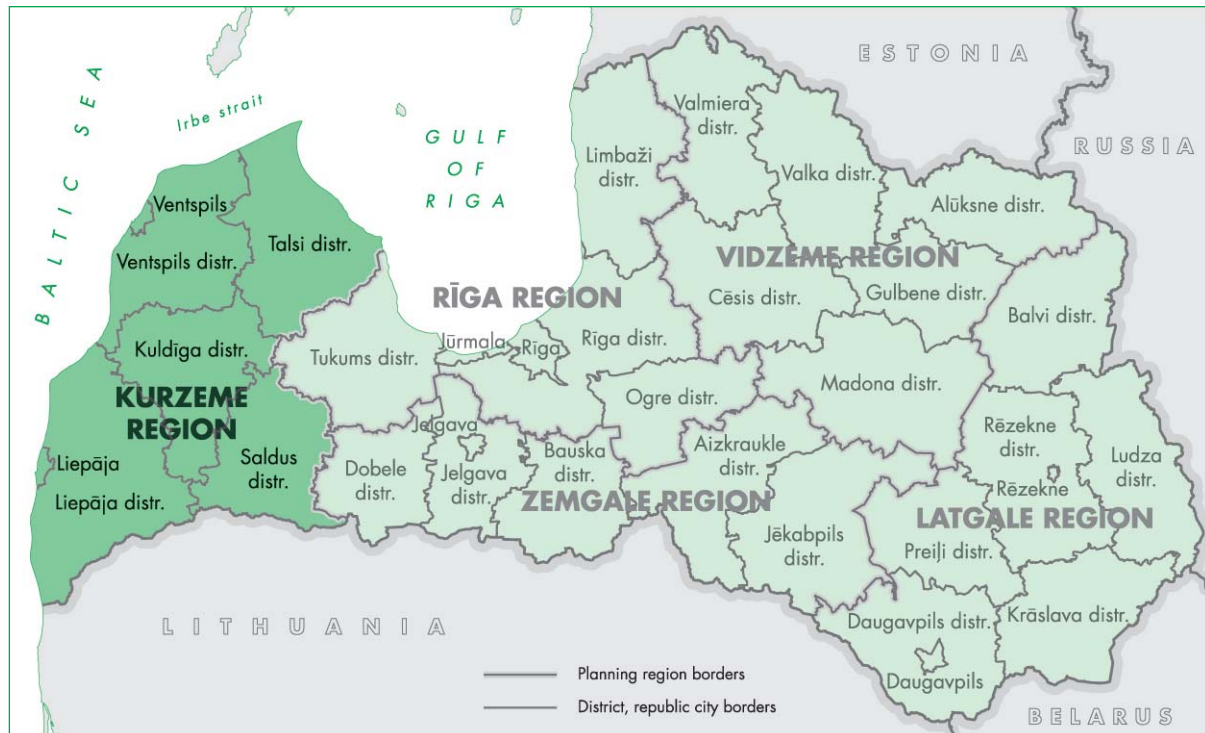 ESTONIA
RUSSIA
BALTIC SEA
Irbe strait
GULF
OF
RIGA
Valmiera
distr.
Limbaži
distr.
Valka distr.
Alūksne distr.
Ventspils
Talsi distr.
Ventspils distr.
VIDZEME REGION
RĪGA REGION
Cēsis distr.
Gulbene distr.
Balvi distr.
Kuldīga distr.
Tukums distr.
Jūrmala
Rīga
Rīga distr.
KURZEME
REGION
Ogre distr.
Madona distr.
Jelgava
Rēzekne
distr.
Liepāja
Liepāja distr.
Saldus
distr.
Dobele
distr.
Jelgava
distr.
Bauska
distr.
Aizkraukle
distr.
Ludza
distr.
Rēzekne
ZEMGALE REGION
LATGALE REGION
Jēkabpils
distr.
Preiļi distr.
LITHUANIA
Daugavpils distr.
Krāslava distr.
Daugavpils
Planning region borders
District, republic city borders
BELARUS